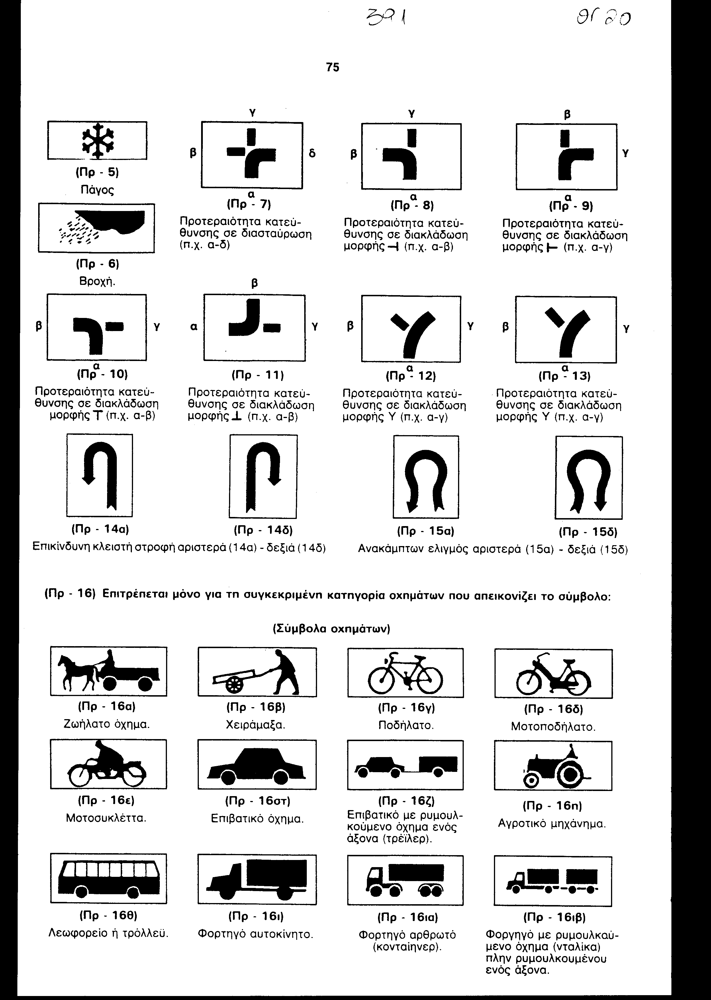 391 θΓ 20
75
(Πρ - 5)
Πάγος
(Πρ - 6)
Βροχή.
γ
β δ
α
(Πρ - 7)
Προτεραιότητα κατεύ-
θυνσης σε διασταύρωση
(π.χ. α-δ)
γ
β
α
(Πρ - 8)
Προτεραιότητα κατεύ-
θυνσης σε διακλάδωση
μορφής ⊣ (π.χ. α-β)
β
γ
α
(Πρ - 9)
Προτεραιότητα κατεύ-
θυνσης σε διακλάδωση
μορφής ⊢ (π.χ. α-γ)
β γ
α
(Πρ - 10)
Προτεραιότητα κατεύ-
θυνσης σε διακλάδωση
μορφής Τ (π.χ. α-β)
β
α γ
(Πρ - 11)
Προτεραιότητα κατεύ-
θυνσης σε διακλάδωση
μορφής ⊥ (π.χ. α-β)
β γ
α
(Πρ - 12)
Προτεραιότητα κατεύ-
θυνσης σε διακλάδωση
μορφής Υ (π.χ. α-γ)
β γ
α
(Πρ - 13)
Προτεραιότητα κατεύ-
θυνσης σε διακλάδωση
μορφής Υ (π.χ. α-γ)
(Πρ - 14α) (Πρ - 14δ)
Επικίνδυνη κλειστή στροφή αριστερά (14α) - δεξιά (14δ)
(Πρ - 15α) (Πρ - 15δ)
Ανακάμπτων ελιγμός αριστερά (15α) - δεξιά (15δ)
(Πρ - 16) Επιτρέπεται μόνο για τη συγκεκριμένη κατηγορία οχημάτων που απεικονίζει το σύμβολο:
(Σύμβολα οχημάτων)
(Πρ - 16α)
Ζωήλατο όχημα.
(Πρ - 16β)
Χειράμαξα.
(Πρ - 16γ)
Ποδήλατο.
(Πρ - 16δ)
Μοτοποδήλατο.
(Πρ - 16ε)
Μοτοσυκλέττα.
(Πρ - 16στ)
Επιβατικό όχημα.
(Πρ - 16ζ)
Επιβατικό με ρυμουλ-
κούμενο όχημα ενός
άξονα (τρέϊλερ).
(Πρ - 16η)
Αγροτικό μηχάνημα.
(Πρ - 16θ)
Λεωφορείο ή τρόλλεϋ.
(Πρ - 16ι)
Φορτηγό αυτοκίνητο.
(Πρ - 16ια)
Φορτηγό αρθρωτό
(κονταίηνερ).
(Πρ - 16ιβ)
Φοργηγό με ρυμουλκαύ-
μενο όχημα (νταλίκα)
πλην ρυμουλκουμένου
ενός άξονα.